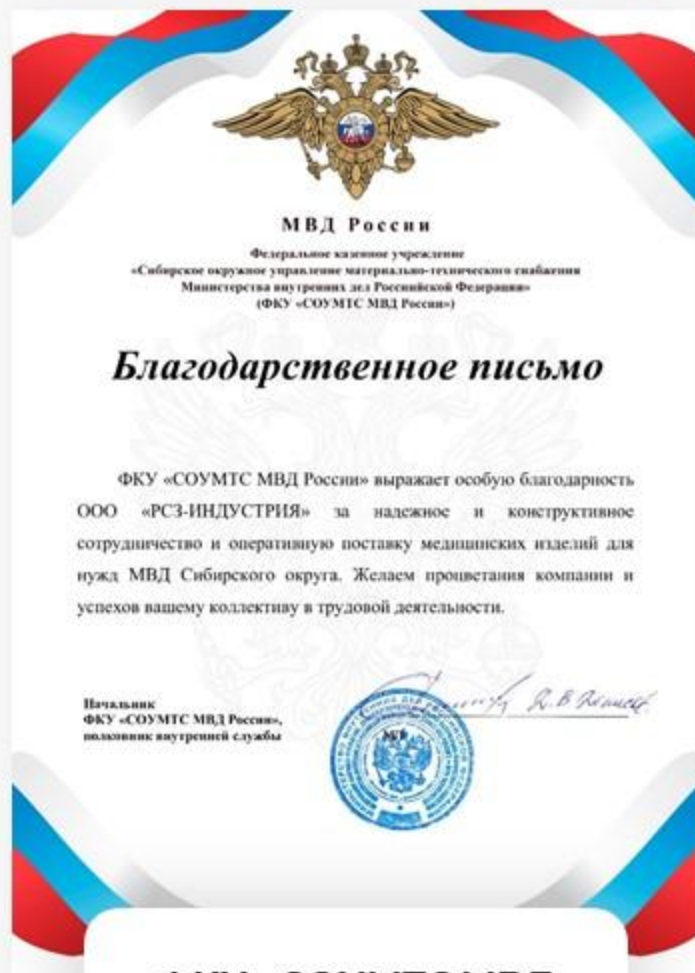 МВД России
Федеральное казенное учреждение
«Сибирское окружное управление материально-технического снабжения
Министерства внутренних дел Российской Федерации»
(ФКУ «СОУМТС МВД России»)
Благодарственное письмо
ФКУ «СОУМТС МВД России» выражает особую благодарность
ООО «РСЗ-ИНДУСТРИЯ» за надежное и конструктивное
сотрудничество и оперативную поставку медицинских изделий для
нужд МВД Сибирского округа. Желаем процветания компании и
успехов вашему коллективу в трудовой деятельности.
Начальник
ФКУ «СОУМТС МВД России»,
полковник внутренней службы
Д.В.